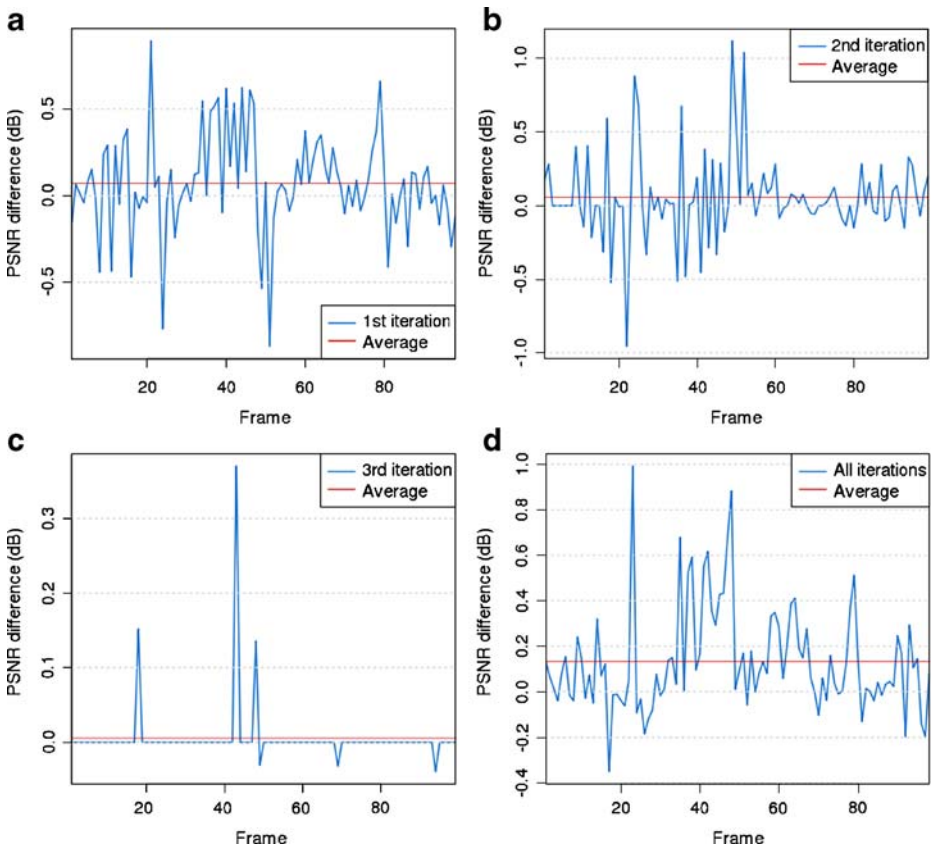 a
PSNR difference (dB)
0.5
0.0
-0.5
1st iteration
Average
20
40
60
80
Frame
b
PSNR difference (dB)
1.0
0.5
0.0
-0.5
-1.0
2nd iteration
Average
20
40
60
80
Frame
c
PSNR difference (dB)
0.3
0.2
0.1
0.0
3rd iteration
Average
20
40
60
80
Frame
d
PSNR difference (dB)
1.0
0.8
0.6
0.4
0.2
0.0
-0.2
-0.4
All iterations
Average
20
40
60
80
Frame